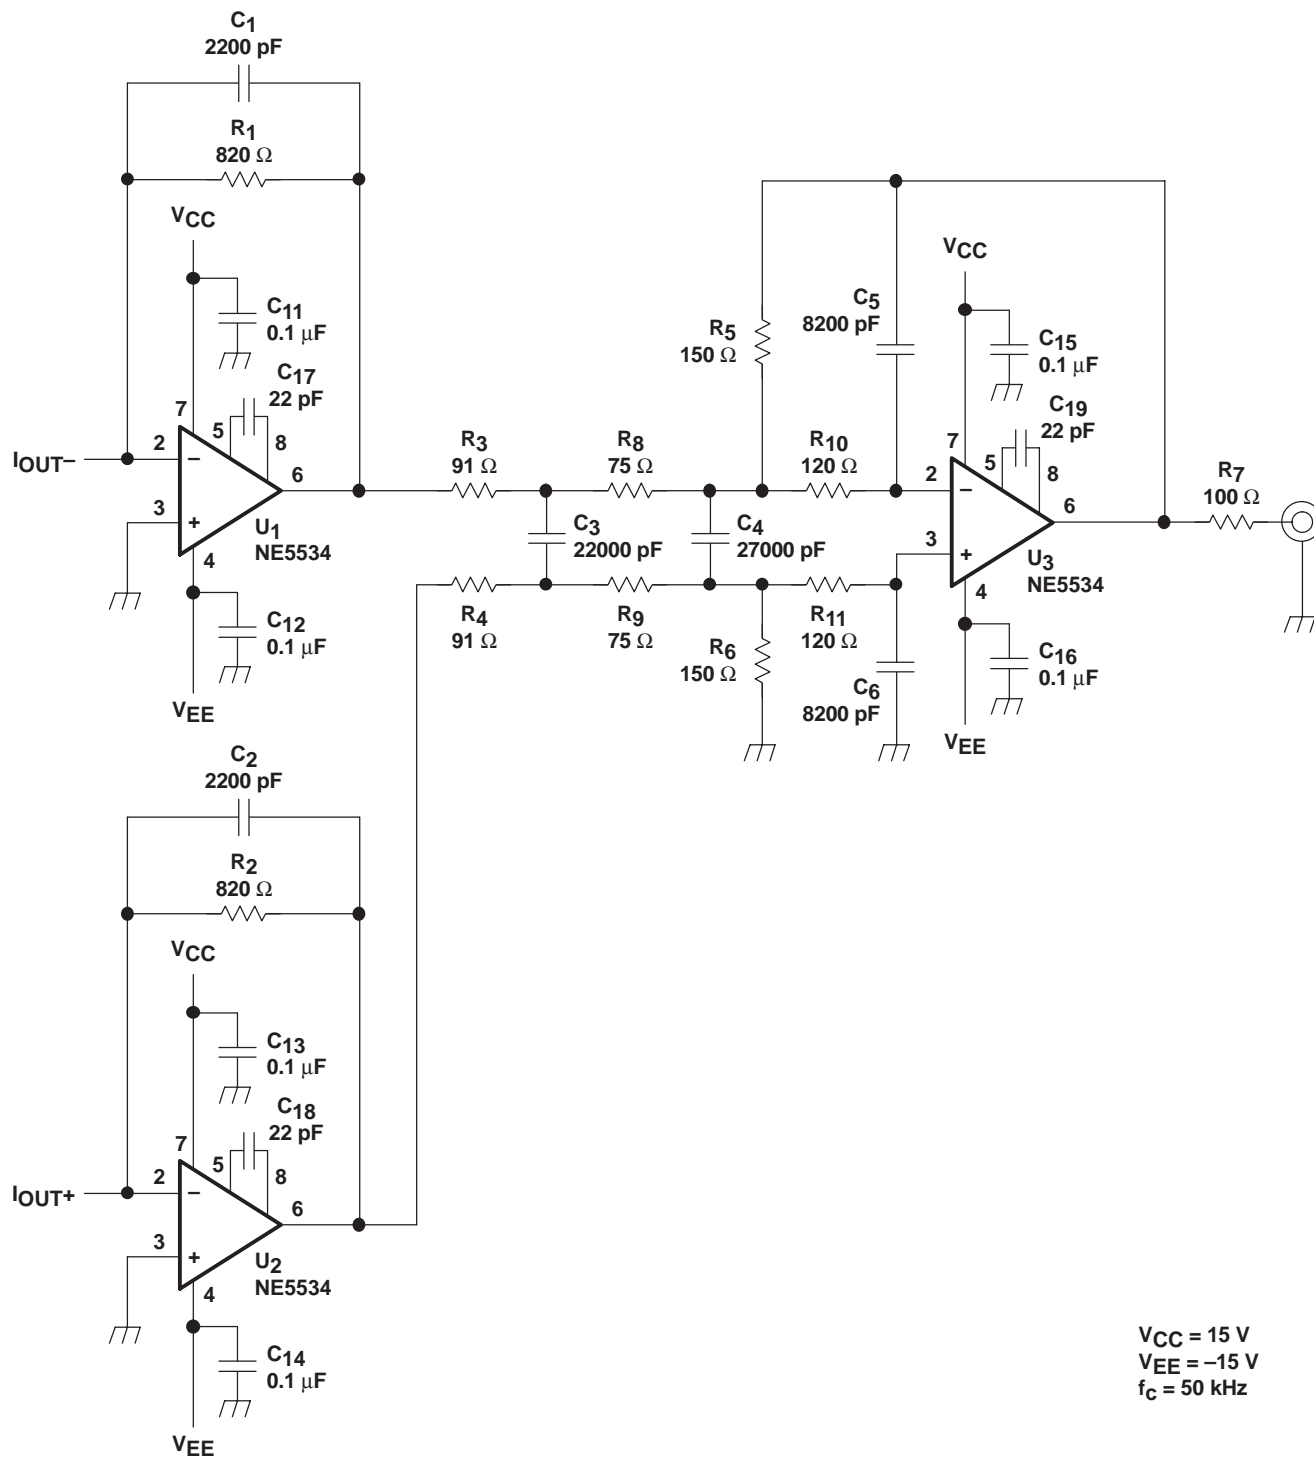 C1
2200 pF
R1
820 Ω
VCC
C11
0.1 μF
C17
22 pF
7
5
8
2
–
IOUT–
6
3
+
U1
NE5534
4
C12
0.1 μF
VEE
R3
91 Ω
R8
75 Ω
R10
120 Ω
C3
22000 pF
C4
27000 pF
R4
91 Ω
R9
75 Ω
R11
120 Ω
R5
150 Ω
C5
8200 pF
R6
150 Ω
C6
8200 pF
VCC
C15
0.1 μF
C19
22 pF
7
5
8
2
–
6
3
+
U3
NE5534
4
C16
0.1 μF
VEE
R7
100 Ω
C2
2200 pF
R2
820 Ω
VCC
C13
0.1 μF
C18
22 pF
7
5
8
2
–
IOUT+
6
3
+
U2
NE5534
4
C14
0.1 μF
VEE
VCC = 15 V
VEE = –15 V
fc = 50 kHz